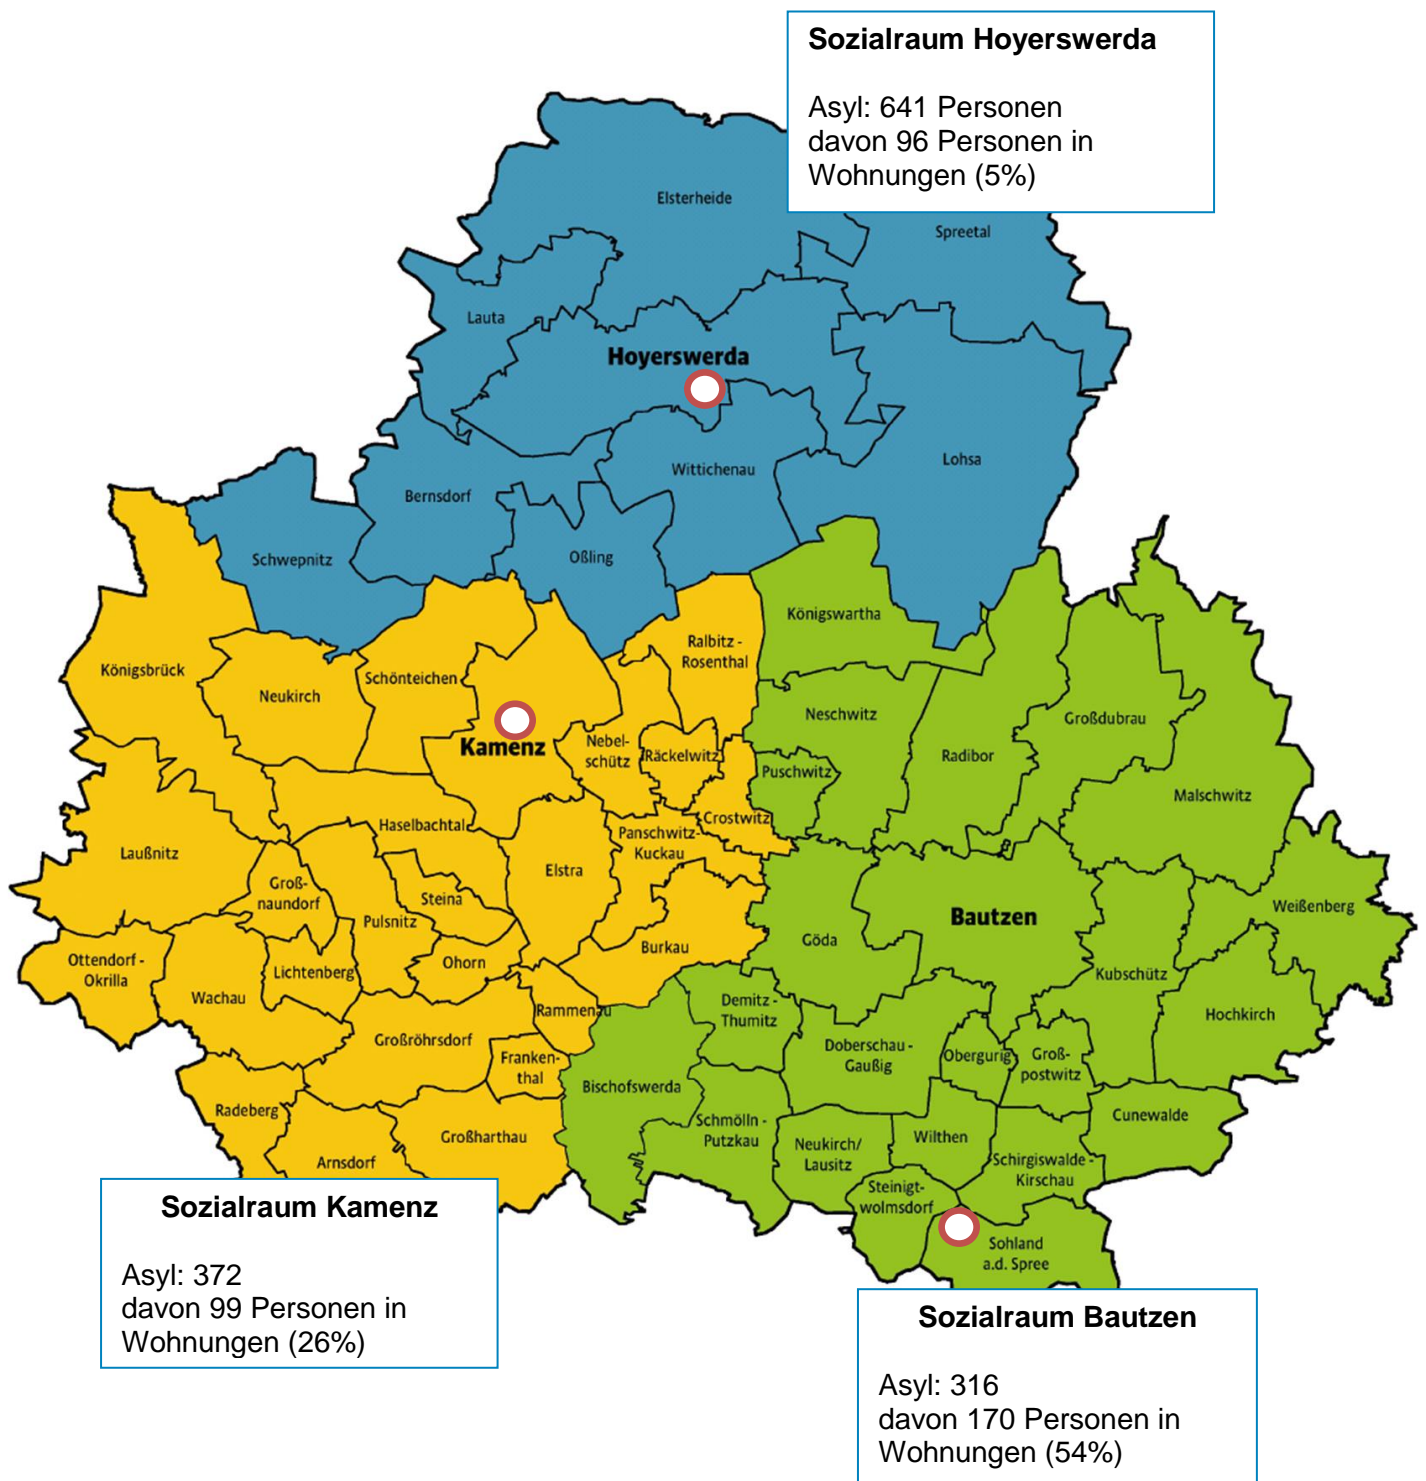 Sozialraum Hoyerswerda
Asyl: 641 Personen
davon 96 Personen in
Wohnungen (5%)
Elsterheide
Spreetal
Lauta
Hoyerswerda
Lohsa
Wittichenau
Bernsdorf
Oßling
Schwepnitz
Königswartha
Ralbitz -
Rosenthal
Königsbrück
Schönteichen
Neukirch
Neschwitz
Großdubrau
Kamenz
Nebel-
schütz
Räckelwitz
Radibor
Puschwitz
Malschwitz
Crostwitz
Haselbachtal
Panschwitz-
Kuckau
Laußnitz
Elstra
Groß-
naundorf
Steina
Weißenberg
Bautzen
Pulsnitz
Göda
Burkau
Ottendorf -
Okrilla
Lichtenberg
Ohorn
Kubschütz
Wachau
Demitz -
Thumitz
Rammenau
Hochkirch
Großröhrsdorf
Doberschau -
Gaußig
Obergurig
Groß-
postwitz
Franken-
thal
Bischofswerda
Radeberg
Cunewalde
Schmölln -
Putzkau
Großharthau
Wilthen
Neukirch/
Lausitz
Arnsdorf
Schirgiswalde -
Kirschau
Steinigt-
wolmsdorf
Sohland
a.d. Spree
Sozialraum Kamenz
Asyl: 372
davon 99 Personen in
Wohnungen (26%)
Sozialraum Bautzen
Asyl: 316
davon 170 Personen in
Wohnungen (54%)